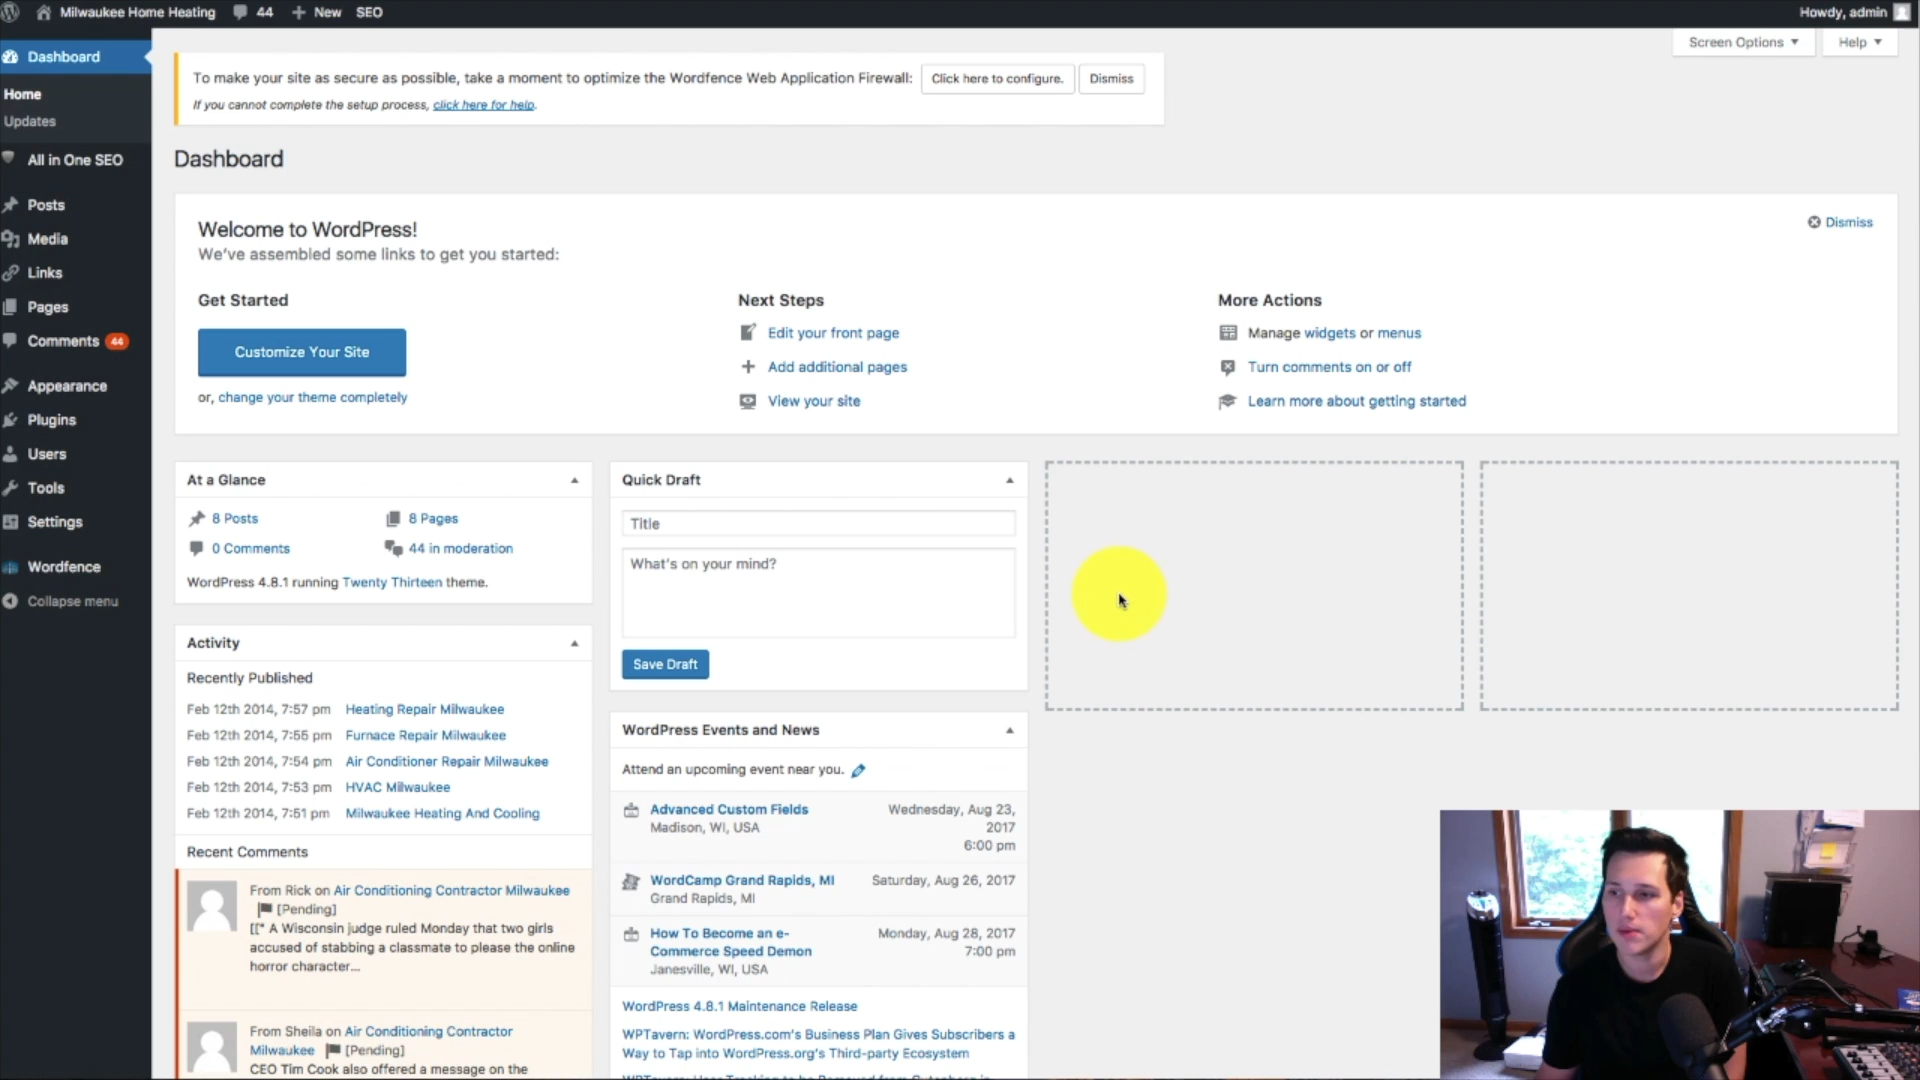 Milwaukee Home Heating 44 New SEO Howdy, admin
Screen Options Help
Dashboard
Home
Updates
All in One SEO
Posts
Media
Links
Pages
Comments 44
Appearance
Plugins
Users
Tools
Settings
Wordfence
Collapse menu
To make your site as secure as possible, take a moment to optimize the Wordfence Web Application Firewall: Click here to configure. Dismiss
If you cannot complete the setup process, click here for help.
Dashboard
Welcome to WordPress!
Dismiss
We've assembled some links to get you started:
Get Started
Customize Your Site
or, change your theme completely
Next Steps
Edit your front page
Add additional pages
View your site
More Actions
Manage widgets or menus
Turn comments on or off
Learn more about getting started
At a Glance
8 Posts 8 Pages
0 Comments 44 in moderation
WordPress 4.8.1 running Twenty Thirteen theme.
Activity
Recently Published
Feb 12th 2014, 7:57 pm Heating Repair Milwaukee
Feb 12th 2014, 7:55 pm Furnace Repair Milwaukee
Feb 12th 2014, 7:54 pm Air Conditioner Repair Milwaukee
Feb 12th 2014, 7:53 pm HVAC Milwaukee
Feb 12th 2014, 7:51 pm Milwaukee Heating And Cooling
Recent Comments
From Rick on Air Conditioning Contractor Milwaukee
[Pending]
[[" A Wisconsin judge ruled Monday that two girls
accused of stabbing a classmate to please the online
horror character...
From Sheila on Air Conditioning Contractor
Milwaukee [Pending]
CEO Tim Cook also offered a message on the
Quick Draft
Title
What's on your mind?
Save Draft
WordPress Events and News
Attend an upcoming event near you.
Advanced Custom Fields Wednesday, Aug 23,
Madison, WI, USA 2017
6:00 pm
WordCamp Grand Rapids, MI Saturday, Aug 26, 2017
Grand Rapids, MI
How To Become an e- Monday, Aug 28, 2017
Commerce Speed Demon 7:00 pm
Janesville, WI, USA
WordPress 4.8.1 Maintenance Release
WPTavern: WordPress.com's Business Plan Gives Subscribers a
Way to Tap into WordPress.org's Third-party Ecosystem